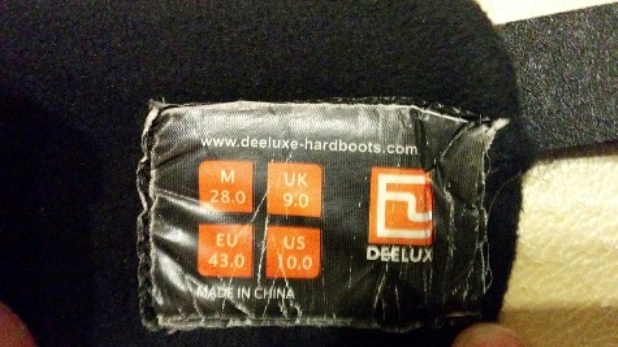 www.deeluxe-hardboots.com
M UK
28.0 9.0
EU US
43.0 10.0
DEELUX
MADE IN CHINA